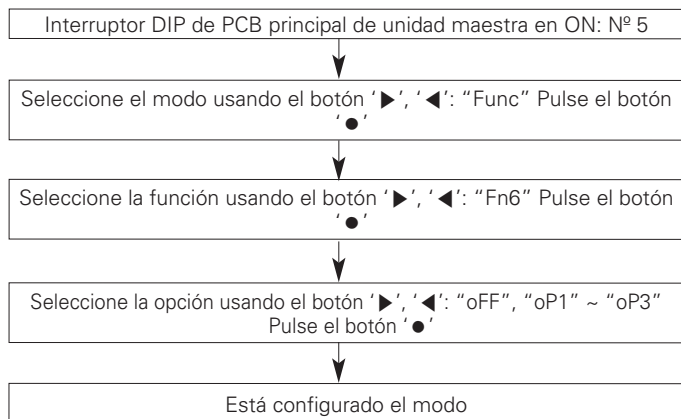 Interruptor DIP de PCB principal de unidad maestra en ON: Nº 5
Seleccione el modo usando el botón ‘▶’, ‘◀’: “Func” Pulse el botón
‘●’
Seleccione la función usando el botón ‘▶’, ‘◀’: “Fn6” Pulse el botón
‘●’
Seleccione la opción usando el botón ‘▶’, ‘◀’: “oFF”, “oP1” ~ “oP3”
Pulse el botón ‘●’
Está configurado el modo